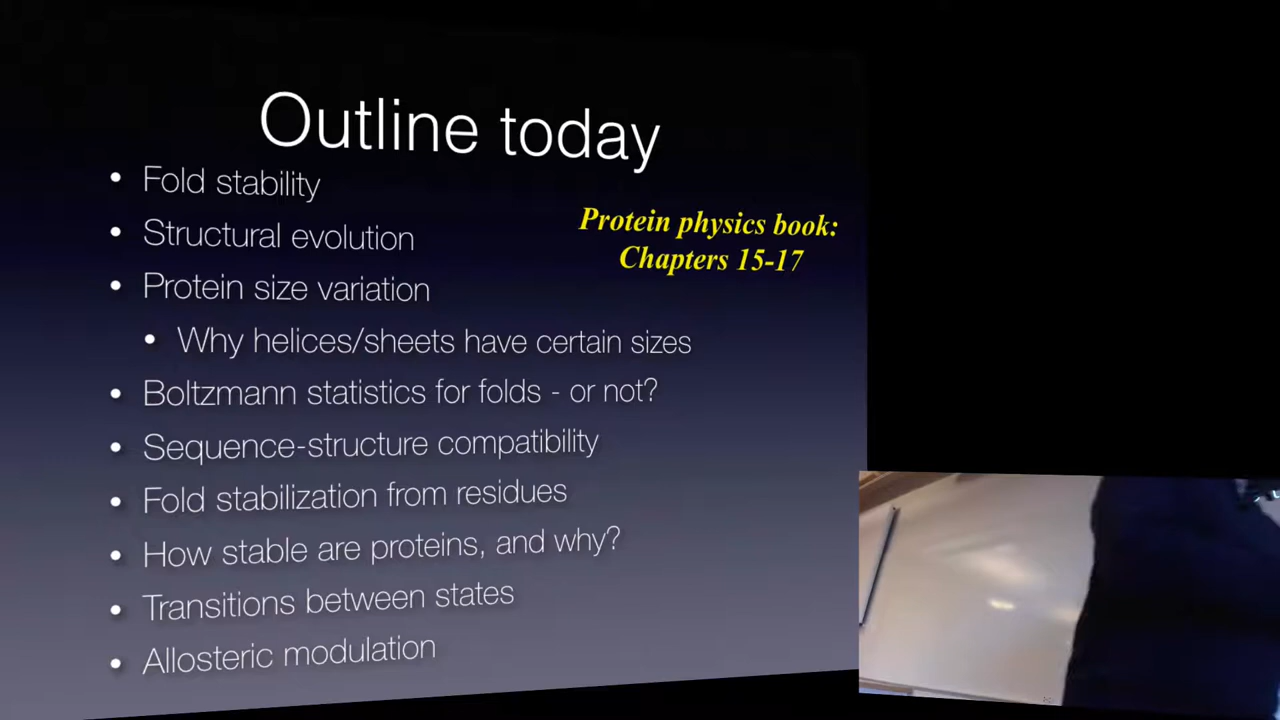 Outline today
• Fold stability
• Structural evolution
• Protein size variation
• Why helices/sheets have certain sizes
• Boltzmann statistics for folds - or not?
• Sequence-structure compatibility
• Fold stabilization from residues
• How stable are proteins, and why?
• Transitions between states
• Allosteric modulation
Protein physics book:
Chapters 15-17